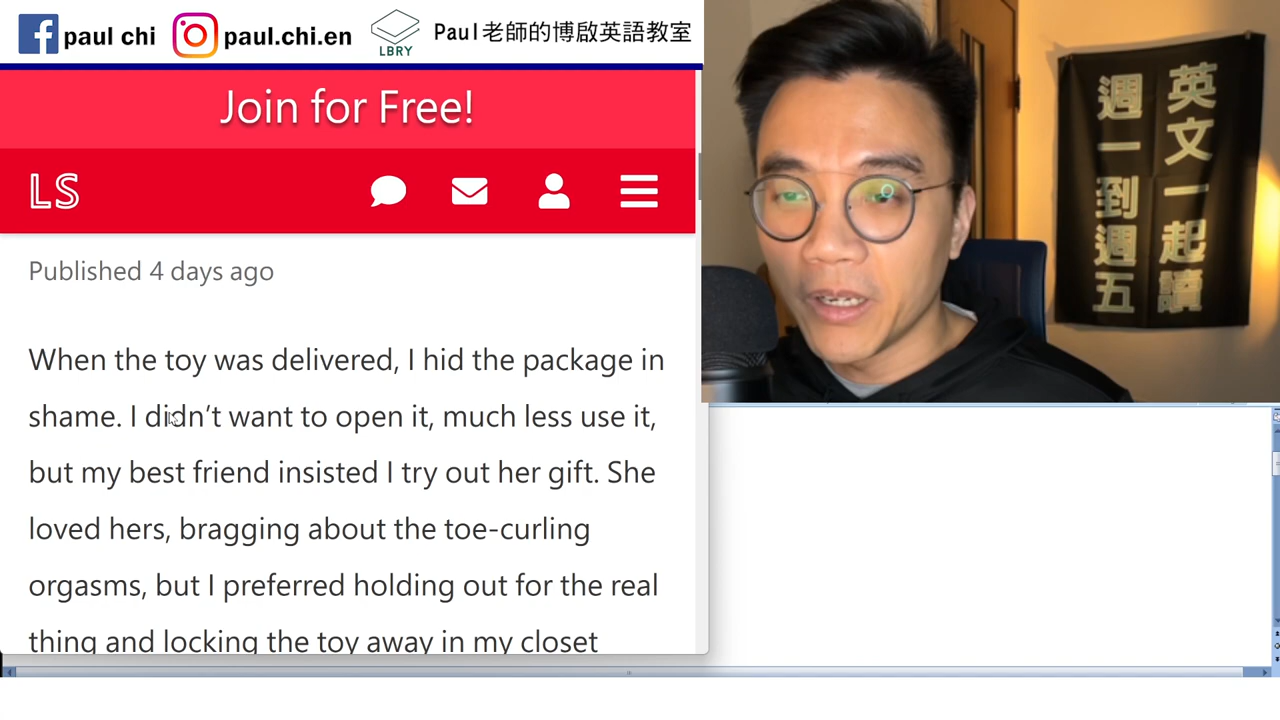 paul chi
paul.chi.en
LBRY
Paul老師的博啟英語教室
Join for Free!
LS
Published 4 days ago
When the toy was delivered, I hid the package in
shame. I didn’t want to open it, much less use it,
but my best friend insisted I try out her gift. She
loved hers, bragging about the toe-curling
orgasms, but I preferred holding out for the real
thing and locking the toy away in my closet
英文一起讀
週一到週五